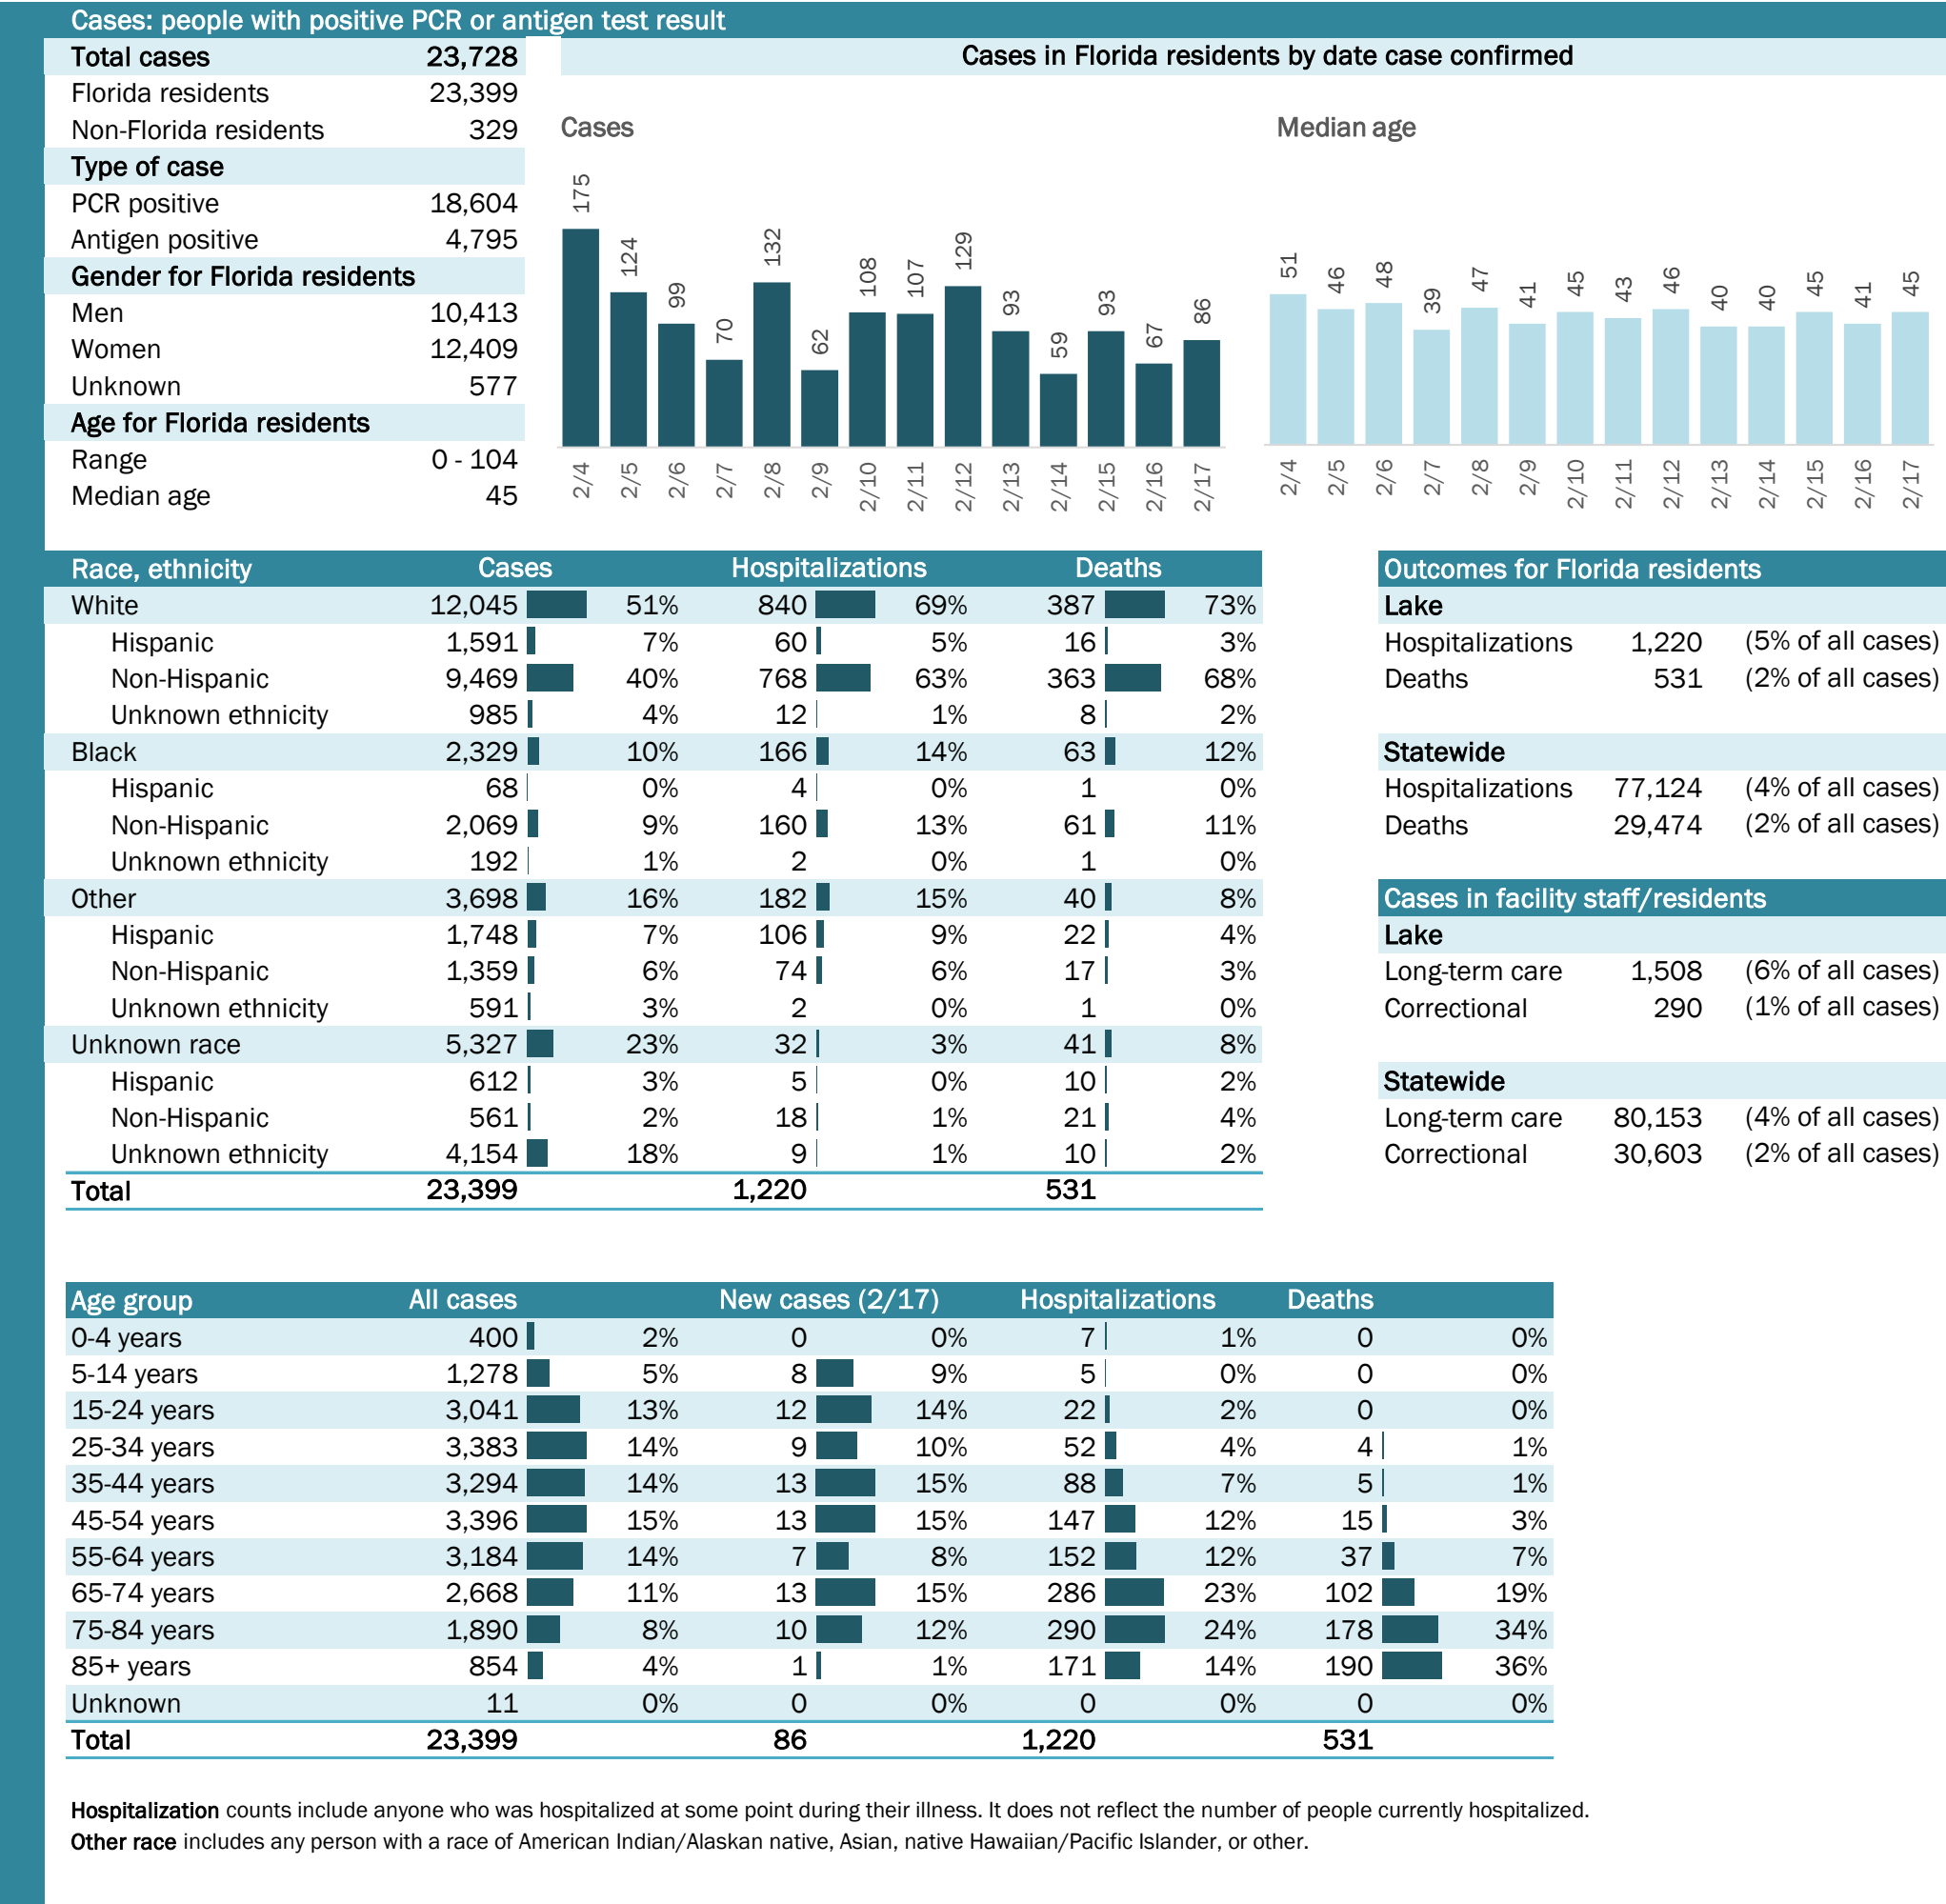 Cases: people with positive PCR or antigen test result
Total cases 23,728
Florida residents 23,399
Non-Florida residents 329
Type of case
PCR positive 18,604
Antigen positive 4,795
Gender for Florida residents
Men 10,413
Women 12,409
Unknown 577
Age for Florida residents
Range 0 - 104
Median age 45
Cases in Florida residents by date case confirmed
Cases
175 124 99 70 132 62 108 107 129 93 59 93 67 86
2/4 2/5 2/6 2/7 2/8 2/9 2/10 2/11 2/12 2/13 2/14 2/15 2/16 2/17
Median age
51 46 48 39 47 41 45 43 46 40 40 45 41 45
2/4 2/5 2/6 2/7 2/8 2/9 2/10 2/11 2/12 2/13 2/14 2/15 2/16 2/17
Race, ethnicity Cases Hospitalizations Deaths
White 12,045 51% 840 69% 387 73%
Hispanic 1,591 7% 60 5% 16 3%
Non-Hispanic 9,469 40% 768 63% 363 68%
Unknown ethnicity 985 4% 12 1% 8 2%
Black 2,329 10% 166 14% 63 12%
Hispanic 68 0% 4 0% 1 0%
Non-Hispanic 2,069 9% 160 13% 61 11%
Unknown ethnicity 192 1% 2 0% 1 0%
Other 3,698 16% 182 15% 40 8%
Hispanic 1,748 7% 106 9% 22 4%
Non-Hispanic 1,359 6% 74 6% 17 3%
Unknown ethnicity 591 3% 2 0% 1 0%
Unknown race 5,327 23% 32 3% 41 8%
Hispanic 612 3% 5 0% 10 2%
Non-Hispanic 561 2% 18 1% 21 4%
Unknown ethnicity 4,154 18% 9 1% 10 2%
Total 23,399 1,220 531
Outcomes for Florida residents
Lake
Hospitalizations 1,220 (5% of all cases)
Deaths 531 (2% of all cases)
Statewide
Hospitalizations 77,124 (4% of all cases)
Deaths 29,474 (2% of all cases)
Cases in facility staff/residents
Lake
Long-term care 1,508 (6% of all cases)
Correctional 290 (1% of all cases)
Statewide
Long-term care 80,153 (4% of all cases)
Correctional 30,603 (2% of all cases)
Age group All cases New cases (2/17) Hospitalizations Deaths
0-4 years 400 2% 0 0% 7 1% 0 0%
5-14 years 1,278 5% 8 9% 5 0% 0 0%
15-24 years 3,041 13% 12 14% 22 2% 0 0%
25-34 years 3,383 14% 9 10% 52 4% 4 1%
35-44 years 3,294 14% 13 15% 88 7% 5 1%
45-54 years 3,396 15% 13 15% 147 12% 15 3%
55-64 years 3,184 14% 7 8% 152 12% 37 7%
65-74 years 2,668 11% 13 15% 286 23% 102 19%
75-84 years 1,890 8% 10 12% 290 24% 178 34%
85+ years 854 4% 1 1% 171 14% 190 36%
Unknown 11 0% 0 0% 0 0% 0 0%
Total 23,399 86 1,220 531
Hospitalization counts include anyone who was hospitalized at some point during their illness. It does not reflect the number of people currently hospitalized.
Other race includes any person with a race of American Indian/Alaskan native, Asian, native Hawaiian/Pacific Islander, or other.